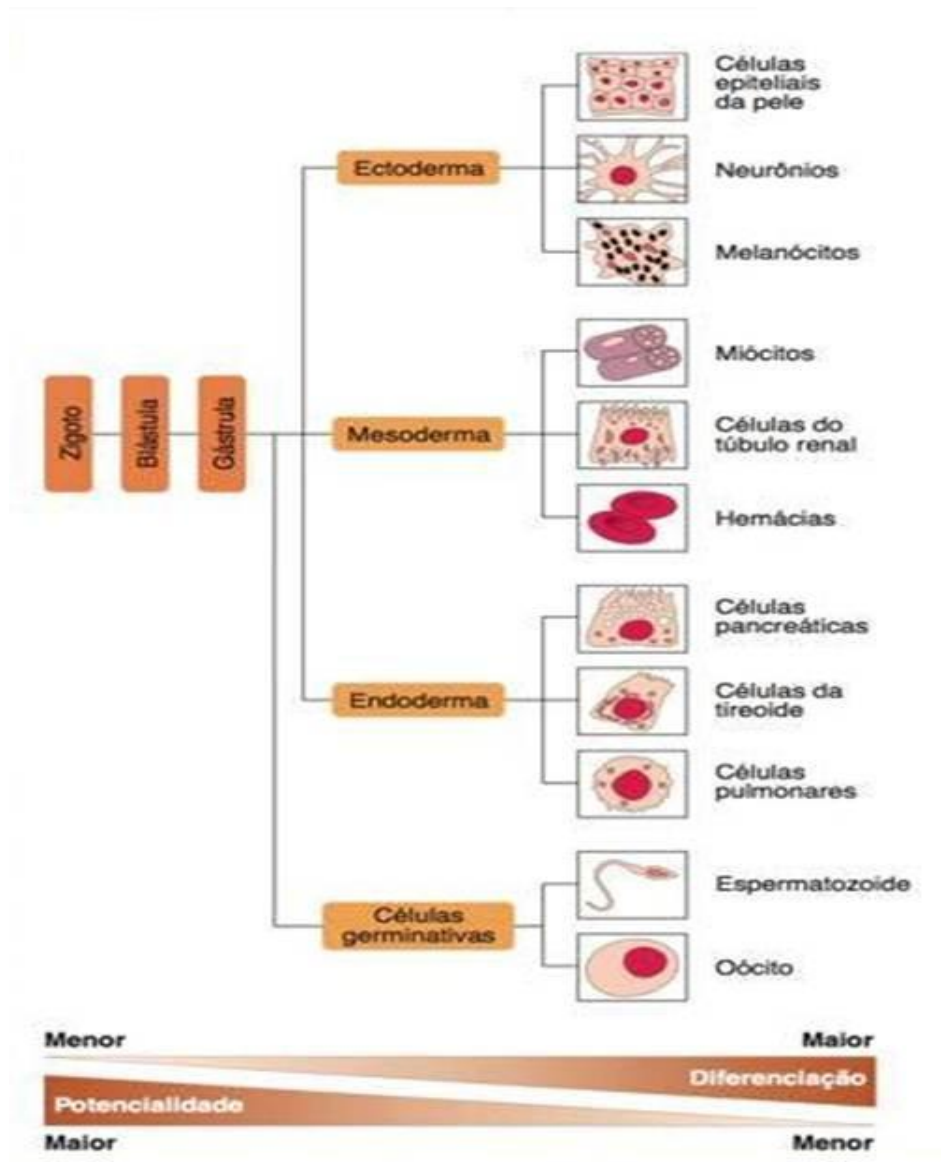 Zigoto
Blástula
Gástrula
Ectoderma
Células
epiteliais
da pele
Neurônios
Melanócitos
Mesoderma
Miócitos
Células do
túbulo renal
Hemácias
Endoderma
Células
pancreáticas
Células da
tireoide
Células
pulmonares
Células
germinativas
Espermatozoide
Oócito
Menor
Maior
Diferenciação
Potencialidade
Maior
Menor